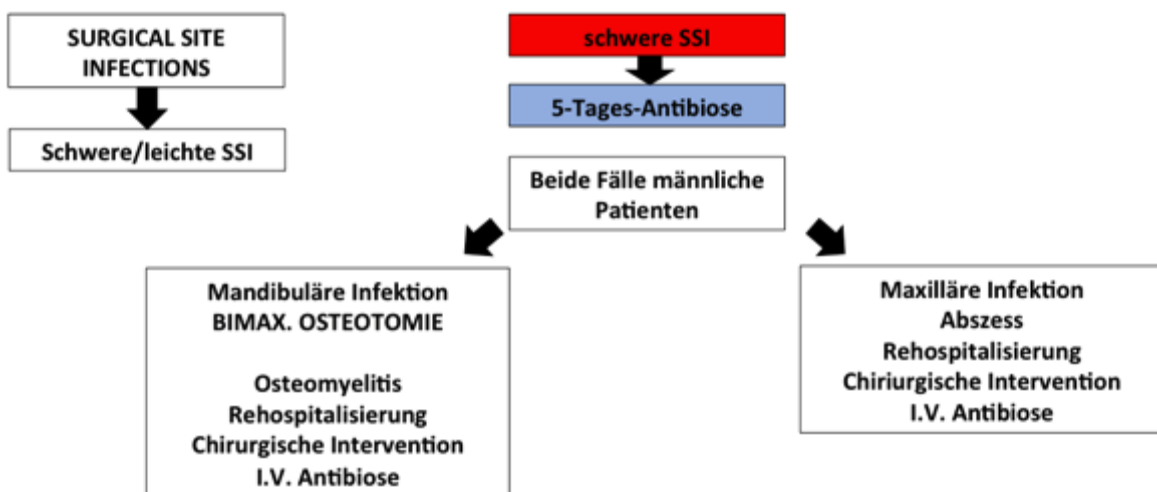 SURGICAL SITE
INFECTIONS
Schwere/leichte SSI
schwere SSI
5-Tages-Antibiose
Beide Fälle männliche
Patienten
Mandibuläre Infektion
BIMAX. OSTEOTOMIE
Osteomyelitis
Rehospitalisierung
Chirurgische Intervention
I.V. Antibiose
Maxilläre Infektion
Abszess
Rehospitalisierung
Chiriurgische Intervention
I.V. Antibiose